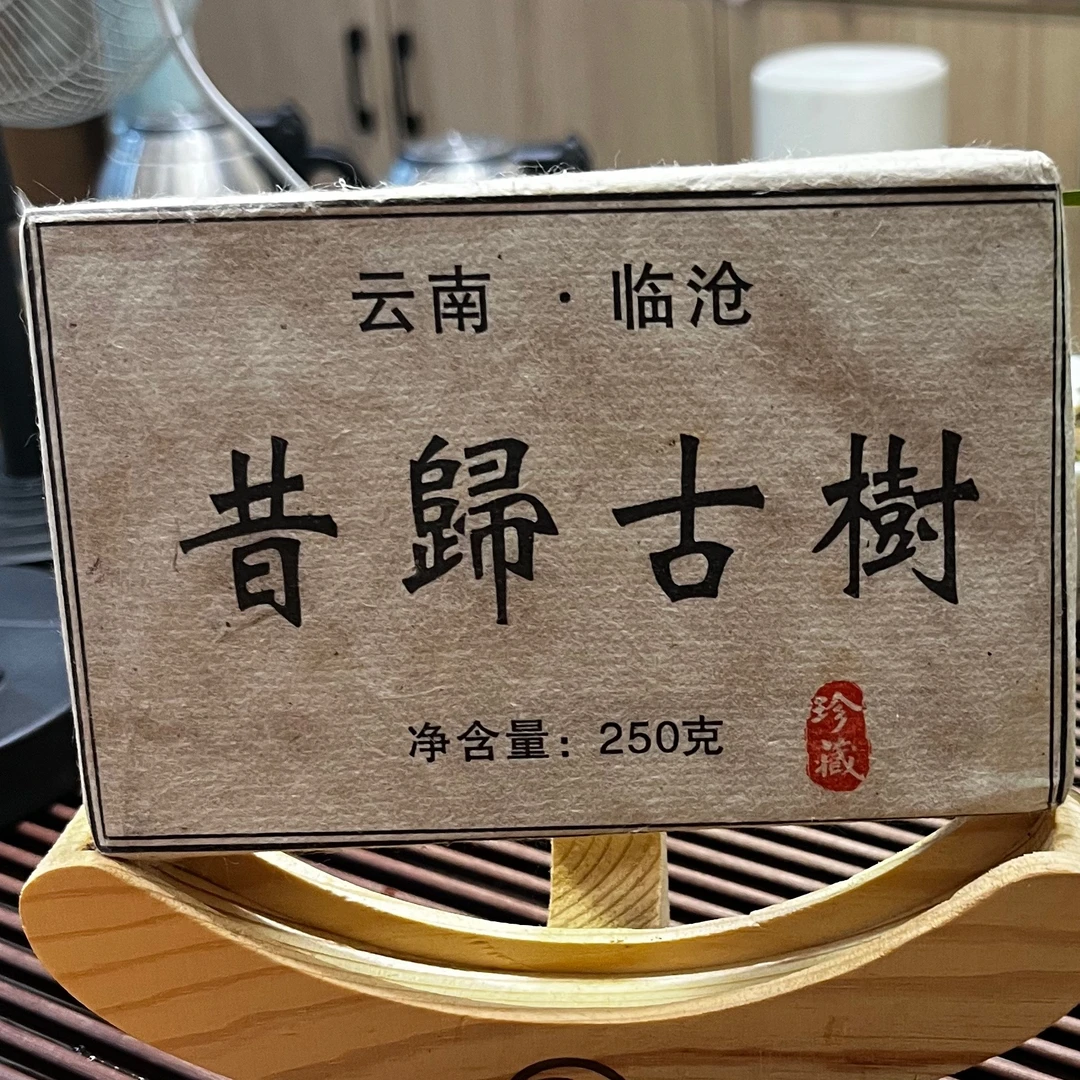 云南 · 临沧
昔歸古樹
净含量：250克
珍藏